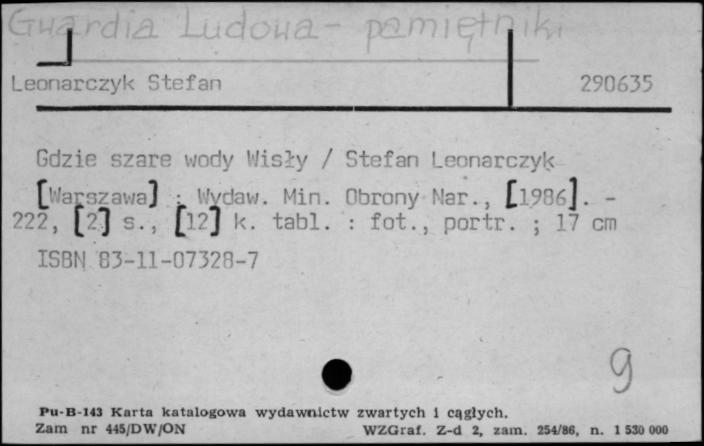 Gwardia Ludowa - pamiętniki
Leonarczyk Stefan 290635
Gdzie szare wody Wisły / Stefan Leonarczyk
[Warszawa] : Wydaw. Min. Obrony Nar., [1986]. -
222, [2] s., [12] k. tabl. : fot., portr. ; 17 cm
ISBN 83-11-07328-7
g
Pu-B-143 Karta katalogowa wydawnictw zwartych i cągłych.
Zam nr 445/DW/ON WZGraf. Z-d 2, zam. 254/86, n. 1 530 000